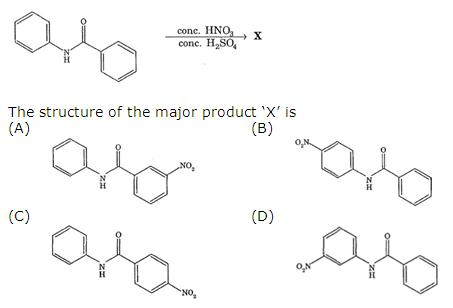 O
N
H
conc. HNO₃
conc. H₂SO₄
X
The structure of the major product ‘X’ is
(A)
(B)
O
N
H
NO₂
O₂N
O
N
H
(C)
(D)
O
N
H
NO₂
O₂N
O
N
H